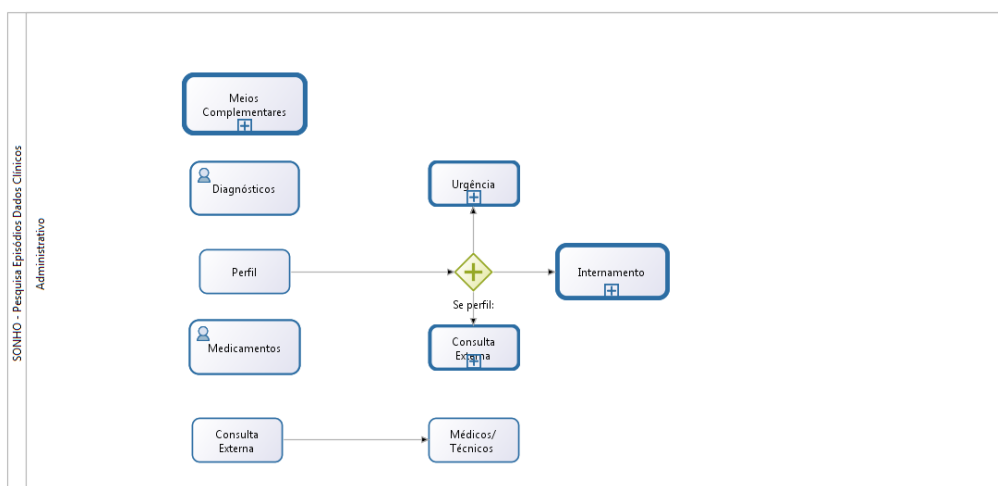 SONHO - Pesquisa Episódios Dados Clínicos
Administrativo
Meios
Complementares
Diagnósticos
Urgência
Perfil
Internamento
Se perfil:
Medicamentos
Consulta
Externa
Consulta
Externa
Médicos/
Técnicos